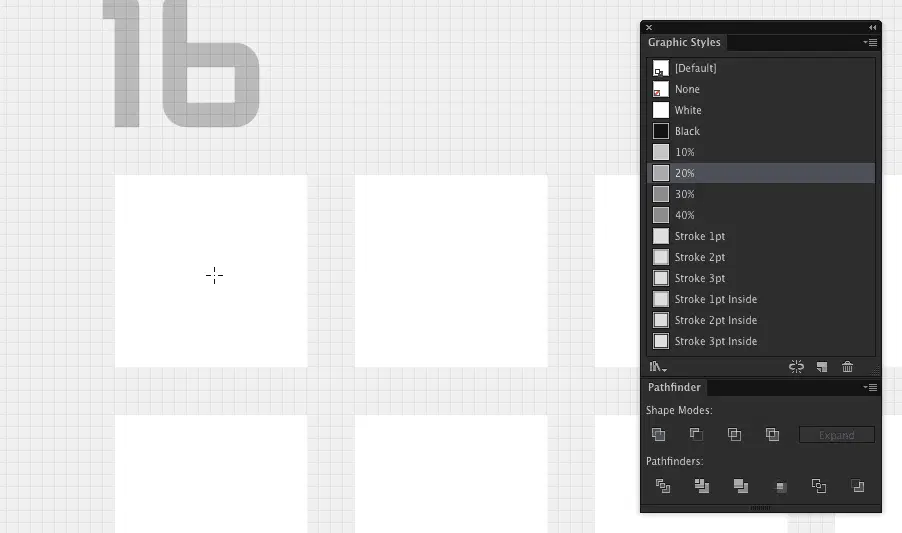 16
Graphic Styles
[Default]
None
White
Black
10%
20%
30%
40%
Stroke 1pt
Stroke 2pt
Stroke 3pt
Stroke 1pt Inside
Stroke 2pt Inside
Stroke 3pt Inside
Pathfinder
Shape Modes:
Expand
Pathfinders: